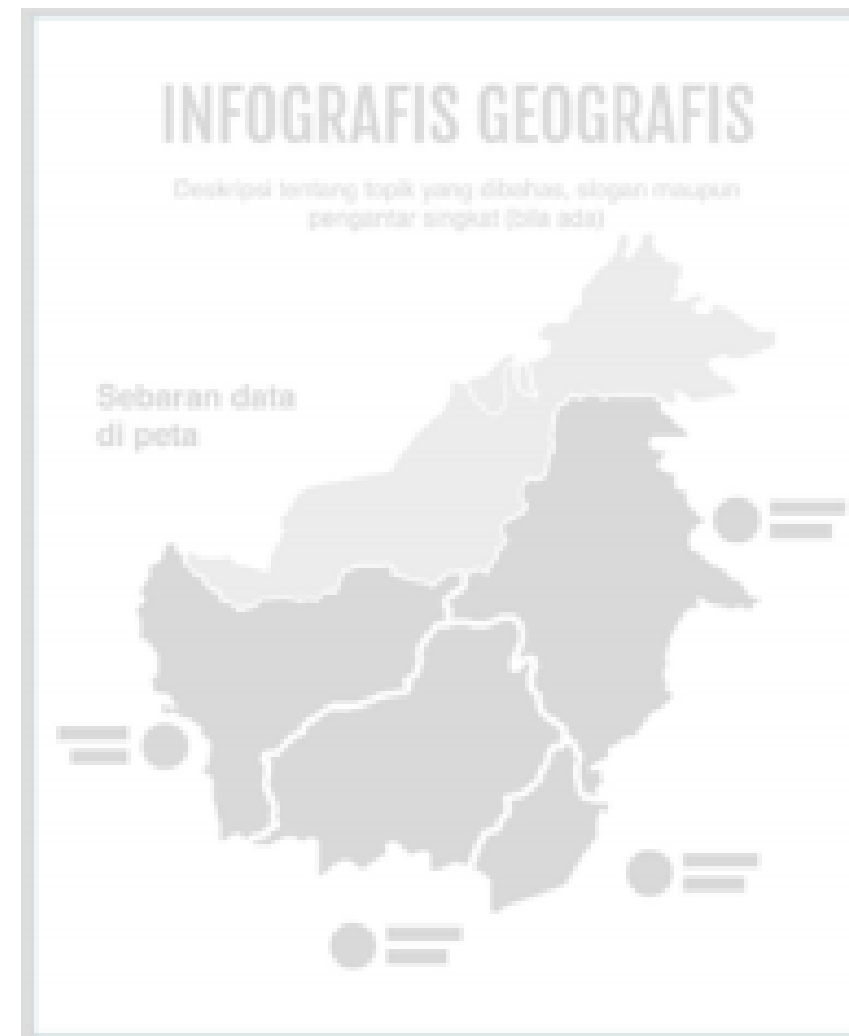 INFOGRAFIS GEOGRAFIS
Deskripsi tentang topik yang dibahas, slogan maupun
pengantar singkat (bila ada)
Sebaran data
di peta